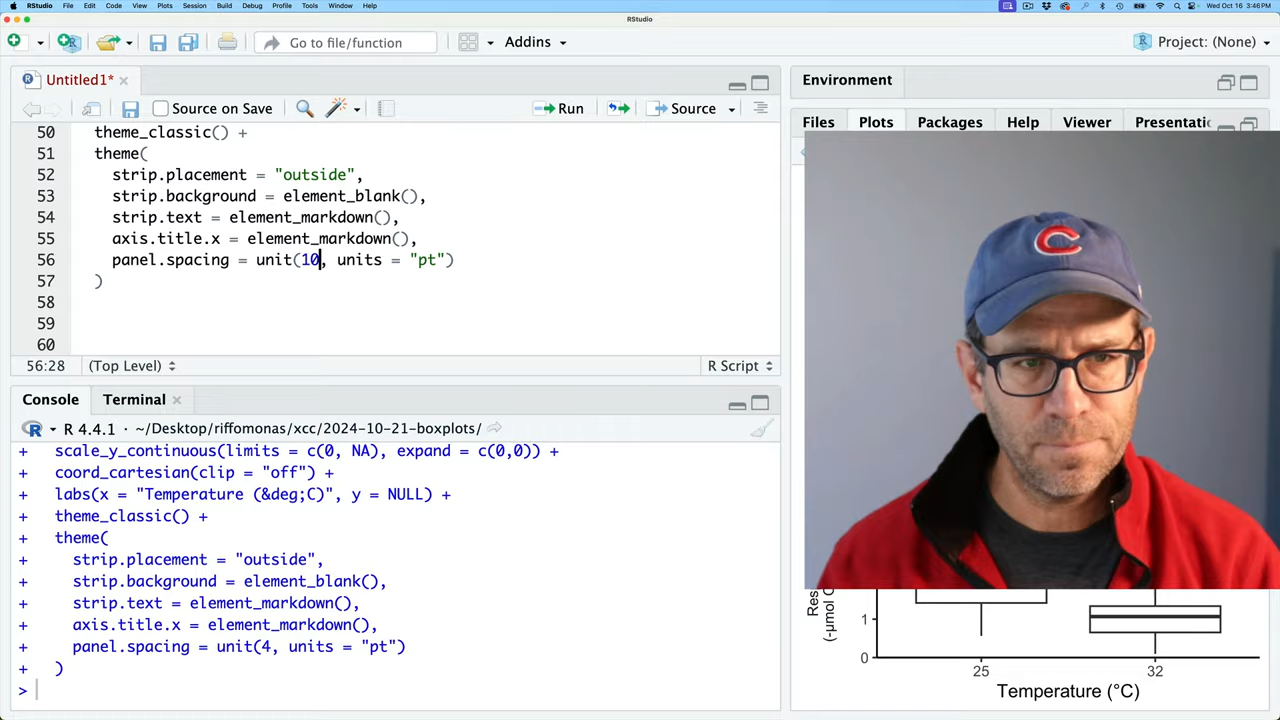 RStudio File Edit Code View Plots Session Build Debug Profile Tools Window Help Wed Oct 16 3:46PM
RStudio
Go to file/function Addins Project: (None)
Untitled1*
Source on Save Run Source
50 theme_classic() +
51 theme(
52 strip.placement = "outside",
53 strip.background = element_blank(),
54 strip.text = element_markdown(),
55 axis.title.x = element_markdown(),
56 panel.spacing = unit(10, units = "pt")
57 )
58
59
60
56:28 (Top Level) R Script
Console Terminal
R 4.4.1 · ~/Desktop/riffomonas/xcc/2024-10-21-boxplots/
+ scale_y_continuous(limits = c(0, NA), expand = c(0,0)) +
+ coord_cartesian(clip = "off") +
+ labs(x = "Temperature (&deg;C)", y = NULL) +
+ theme_classic() +
+ theme(
+ strip.placement = "outside",
+ strip.background = element_blank(),
+ strip.text = element_markdown(),
+ axis.title.x = element_markdown(),
+ panel.spacing = unit(4, units = "pt")
+ )
>
Environment
Files Plots Packages Help Viewer Presentatic
C
Res
(-μmol O
1
0
25 32
Temperature (°C)